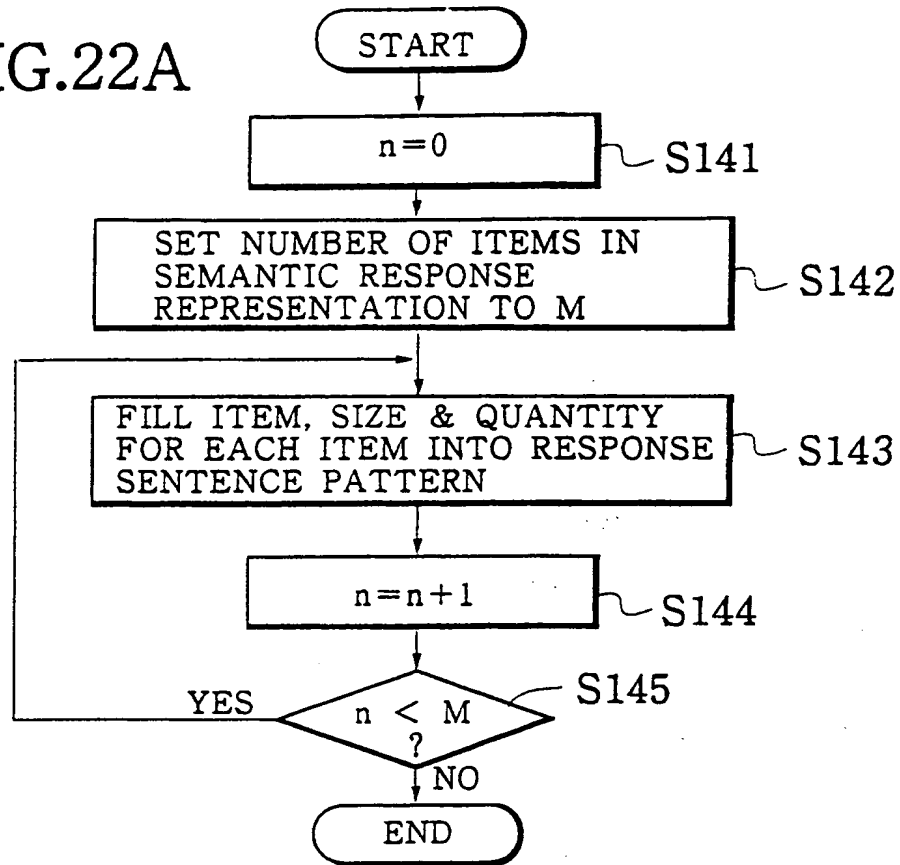 IG.22A
START
n=0
S141
SET NUMBER OF ITEMS IN
SEMANTIC RESPONSE
REPRESENTATION TO M
S142
FILL ITEM, SIZE & QUANTITY
FOR EACH ITEM INTO RESPONSE
SENTENCE PATTERN
S143
n=n+1
S144
n < M
?
S145
YES
NO
END